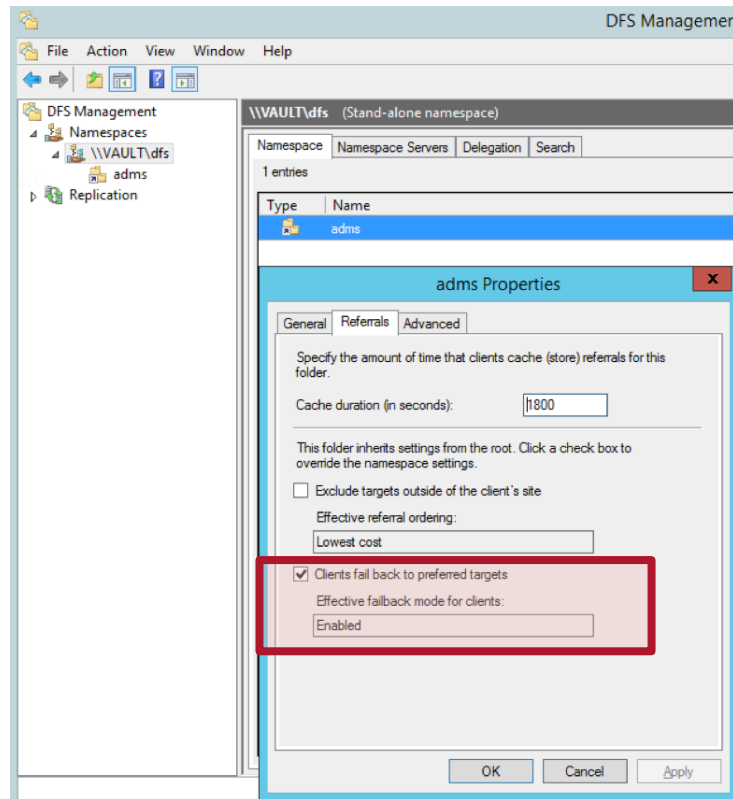 DFS Managemer
File Action View Window Help
DFS Management
Namespaces
\\VAULT\dfs
adms
Replication
\\VAULT\dfs (Stand-alone namespace)
Namespace Namespace Servers Delegation Search
1 entries
Type Name
adms
adms Properties
x
General Referrals Advanced
Specify the amount of time that clients cache (store) referrals for this
folder.
Cache duration (in seconds): 1800
This folder inherits settings from the root. Click a check box to
override the namespace settings.
Exclude targets outside of the client's site
Effective referral ordering:
Lowest cost
Clients fail back to preferred targets
Effective failback mode for clients:
Enabled
OK Cancel Apply